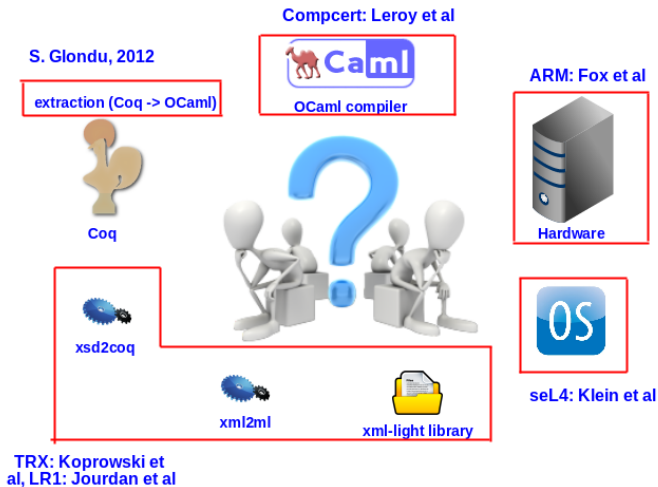 Compcert: Leroy et al
S. Glondu, 2012
Caml
ARM: Fox et al
extraction (Coq -> OCaml)
OCaml compiler
Coq
Hardware
OS
xsd2coq
xml2ml
xml-light library
seL4: Klein et al
TRX: Koprowski et
al, LR1: Jourdan et al